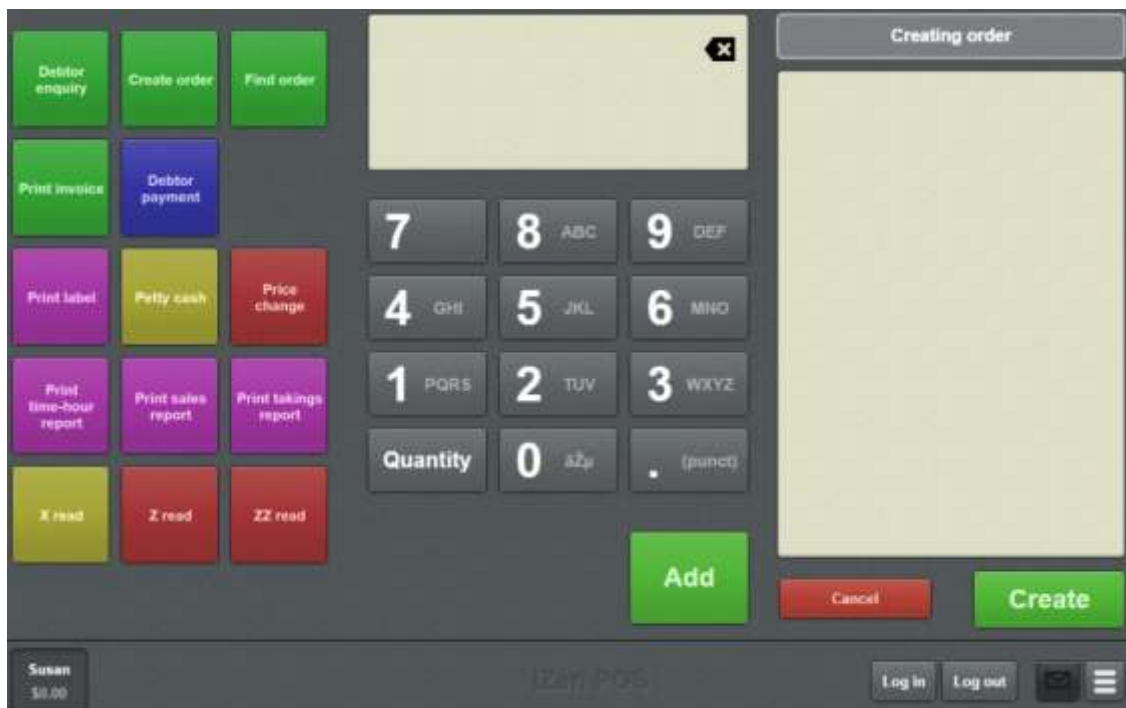 Debtor
enquiry
Create order
Find order
Print invoice
Debtor
payment
Print label
Petty cash
Price
change
Print
time-hour
report
Print sales
report
Print takings
report
X read
Z read
ZZ read
7
8 ABC
9 DEF
4 GHI
5 JKL
6 MNO
1 PQRS
2 TUV
3 WXYZ
Quantity
0 äŽµ
. (punct)
Add
Creating order
Cancel
Create
Susan
$0.00
iZen POS
Log in
Log out